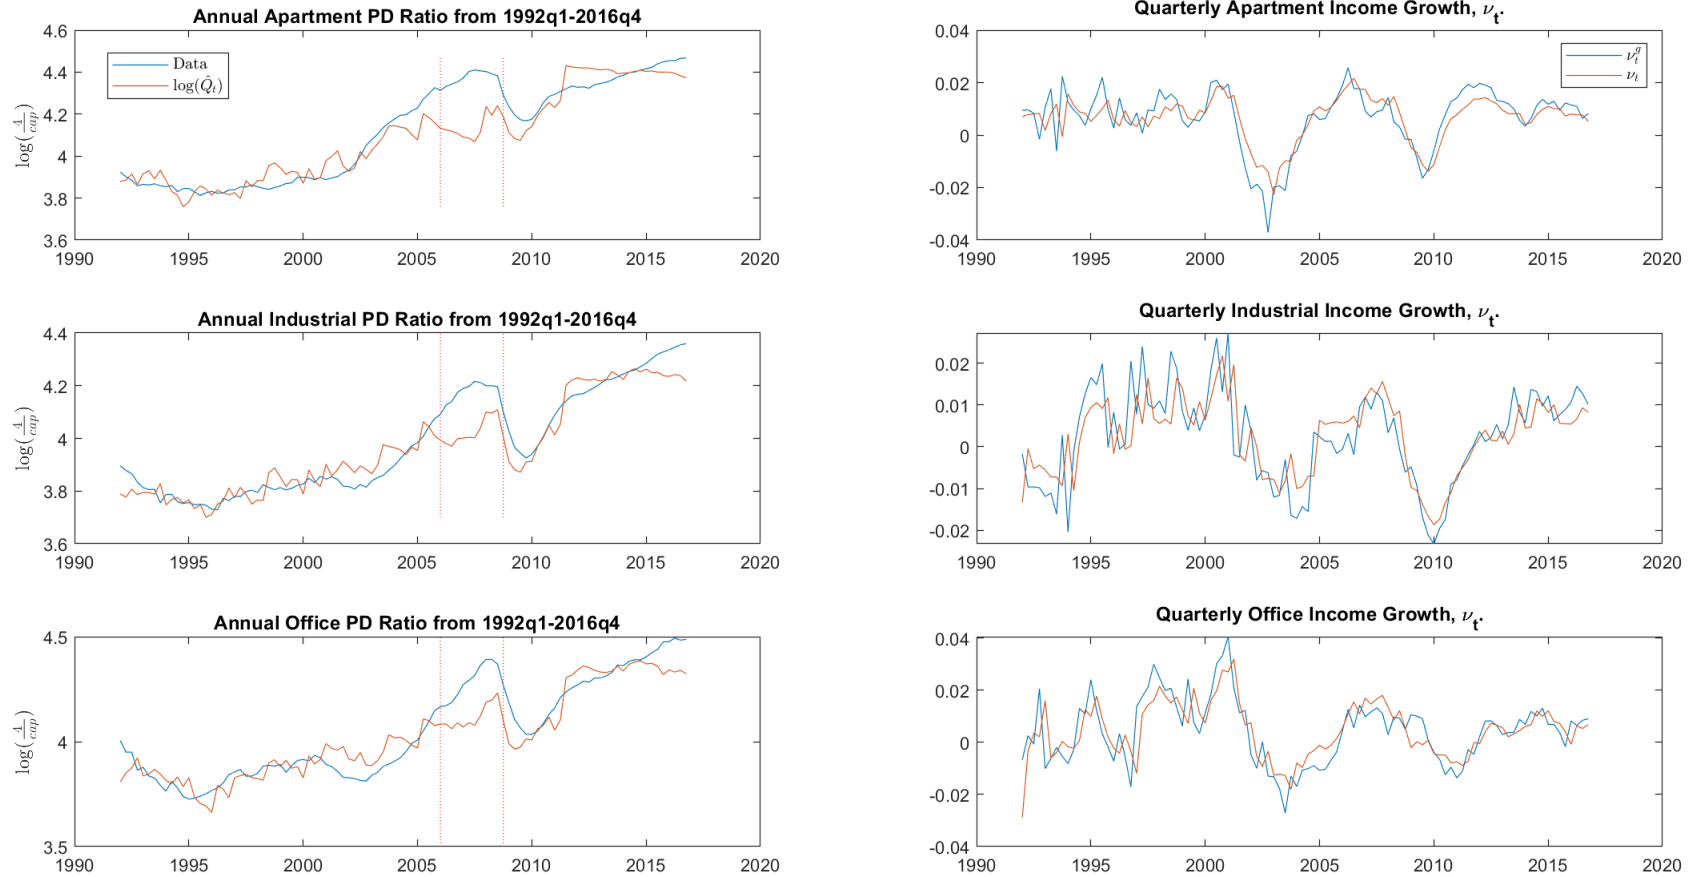 Annual Apartment PD Ratio from 1992q1-2016q4
4.6
4.4
4.2
4
3.8
3.6
log(4/cap)
Data
log(Q̂t)
1990 1995 2000 2005 2010 2015 2020
Quarterly Apartment Income Growth, νt.
0.04
0.02
0
-0.02
-0.04
νt^g
νt
1990 1995 2000 2005 2010 2015 2020
Annual Industrial PD Ratio from 1992q1-2016q4
4.4
4.2
4
3.8
3.6
log(4/cap)
1990 1995 2000 2005 2010 2015 2020
Quarterly Industrial Income Growth, νt.
0.02
0.01
0
-0.01
-0.02
1990 1995 2000 2005 2010 2015 2020
Annual Office PD Ratio from 1992q1-2016q4
4.5
4
3.5
log(4/cap)
1990 1995 2000 2005 2010 2015 2020
Quarterly Office Income Growth, νt.
0.04
0.02
0
-0.02
-0.04
1990 1995 2000 2005 2010 2015 2020